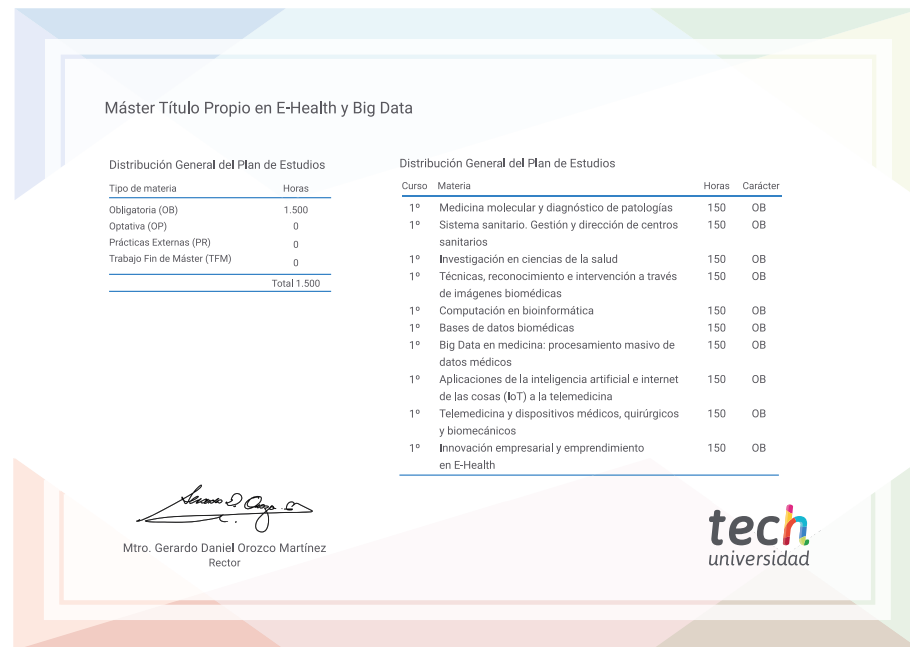 Máster Título Propio en E-Health y Big Data
Distribución General del Plan de Estudios
Tipo de materia Horas
Obligatoria (OB) 1.500
Optativa (OP) 0
Prácticas Externas (PR) 0
Trabajo Fin de Máster (TFM) 0
Total 1.500
Distribución General del Plan de Estudios
Curso Materia Horas Carácter
1º Medicina molecular y diagnóstico de patologías 150 OB
1º Sistema sanitario. Gestión y dirección de centros 150 OB
sanitarios
1º Investigación en ciencias de la salud 150 OB
1º Técnicas, reconocimiento e intervención a través 150 OB
de imágenes biomédicas
1º Computación en bioinformática 150 OB
1º Bases de datos biomédicas 150 OB
1º Big Data en medicina: procesamiento masivo de 150 OB
datos médicos
1º Aplicaciones de la inteligencia artificial e internet 150 OB
de las cosas (IoT) a la telemedicina
1º Telemedicina y dispositivos médicos, quirúrgicos 150 OB
y biomecánicos
1º Innovación empresarial y emprendimiento 150 OB
en E-Health
Mtro. Gerardo Daniel Orozco Martínez
Rector
tech
universidad